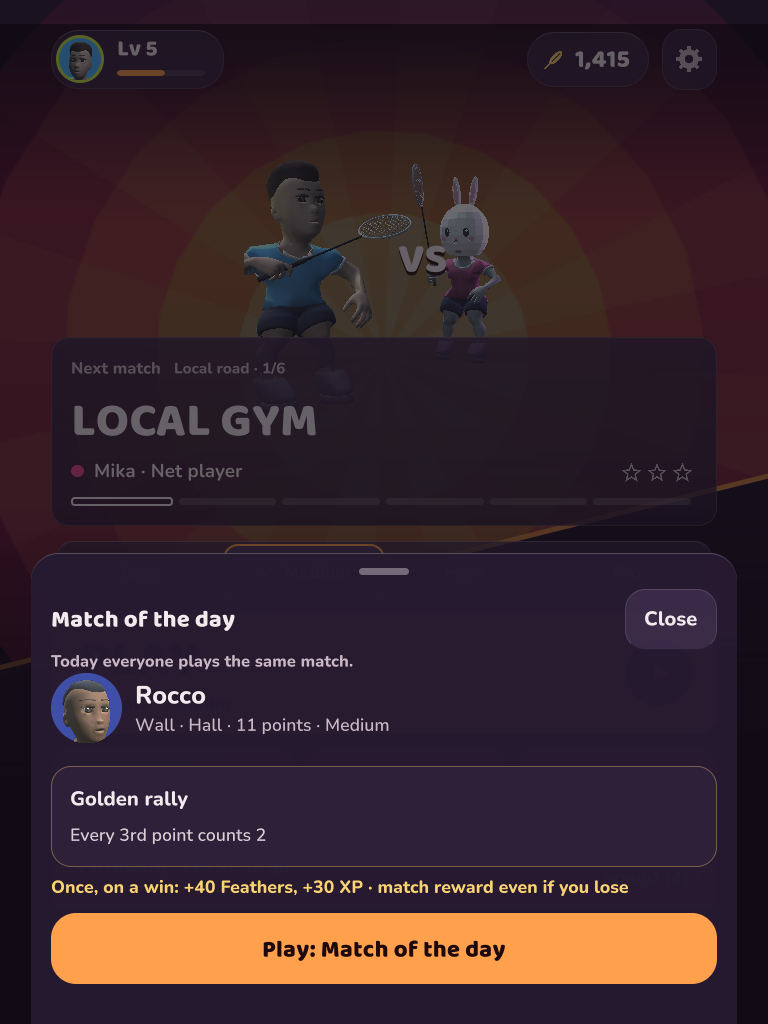 Lv 5
1,415
VS
Next match Local road · 1/6
LOCAL GYM
Mika · Net player
Match of the day
Close
Today everyone plays the same match.
Rocco
Wall · Hall · 11 points · Medium
Golden rally
Every 3rd point counts 2
Once, on a win: +40 Feathers, +30 XP · match reward even if you lose
Play: Match of the day